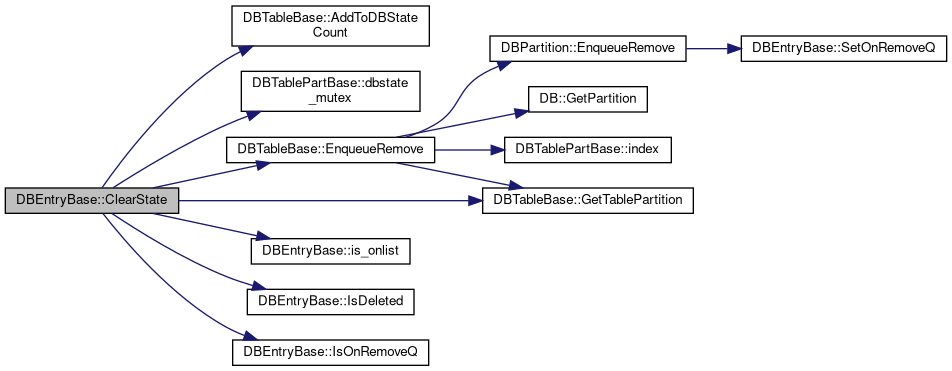 DBTableBase::AddToDBState
Count
DBPartition::EnqueueRemove
DBEntryBase::SetOnRemoveQ
DBTablePartBase::dbstate
_mutex
DB::GetPartition
DBTableBase::EnqueueRemove
DBTablePartBase::index
DBEntryBase::ClearState
DBTableBase::GetTablePartition
DBEntryBase::is_onlist
DBEntryBase::IsDeleted
DBEntryBase::IsOnRemoveQ